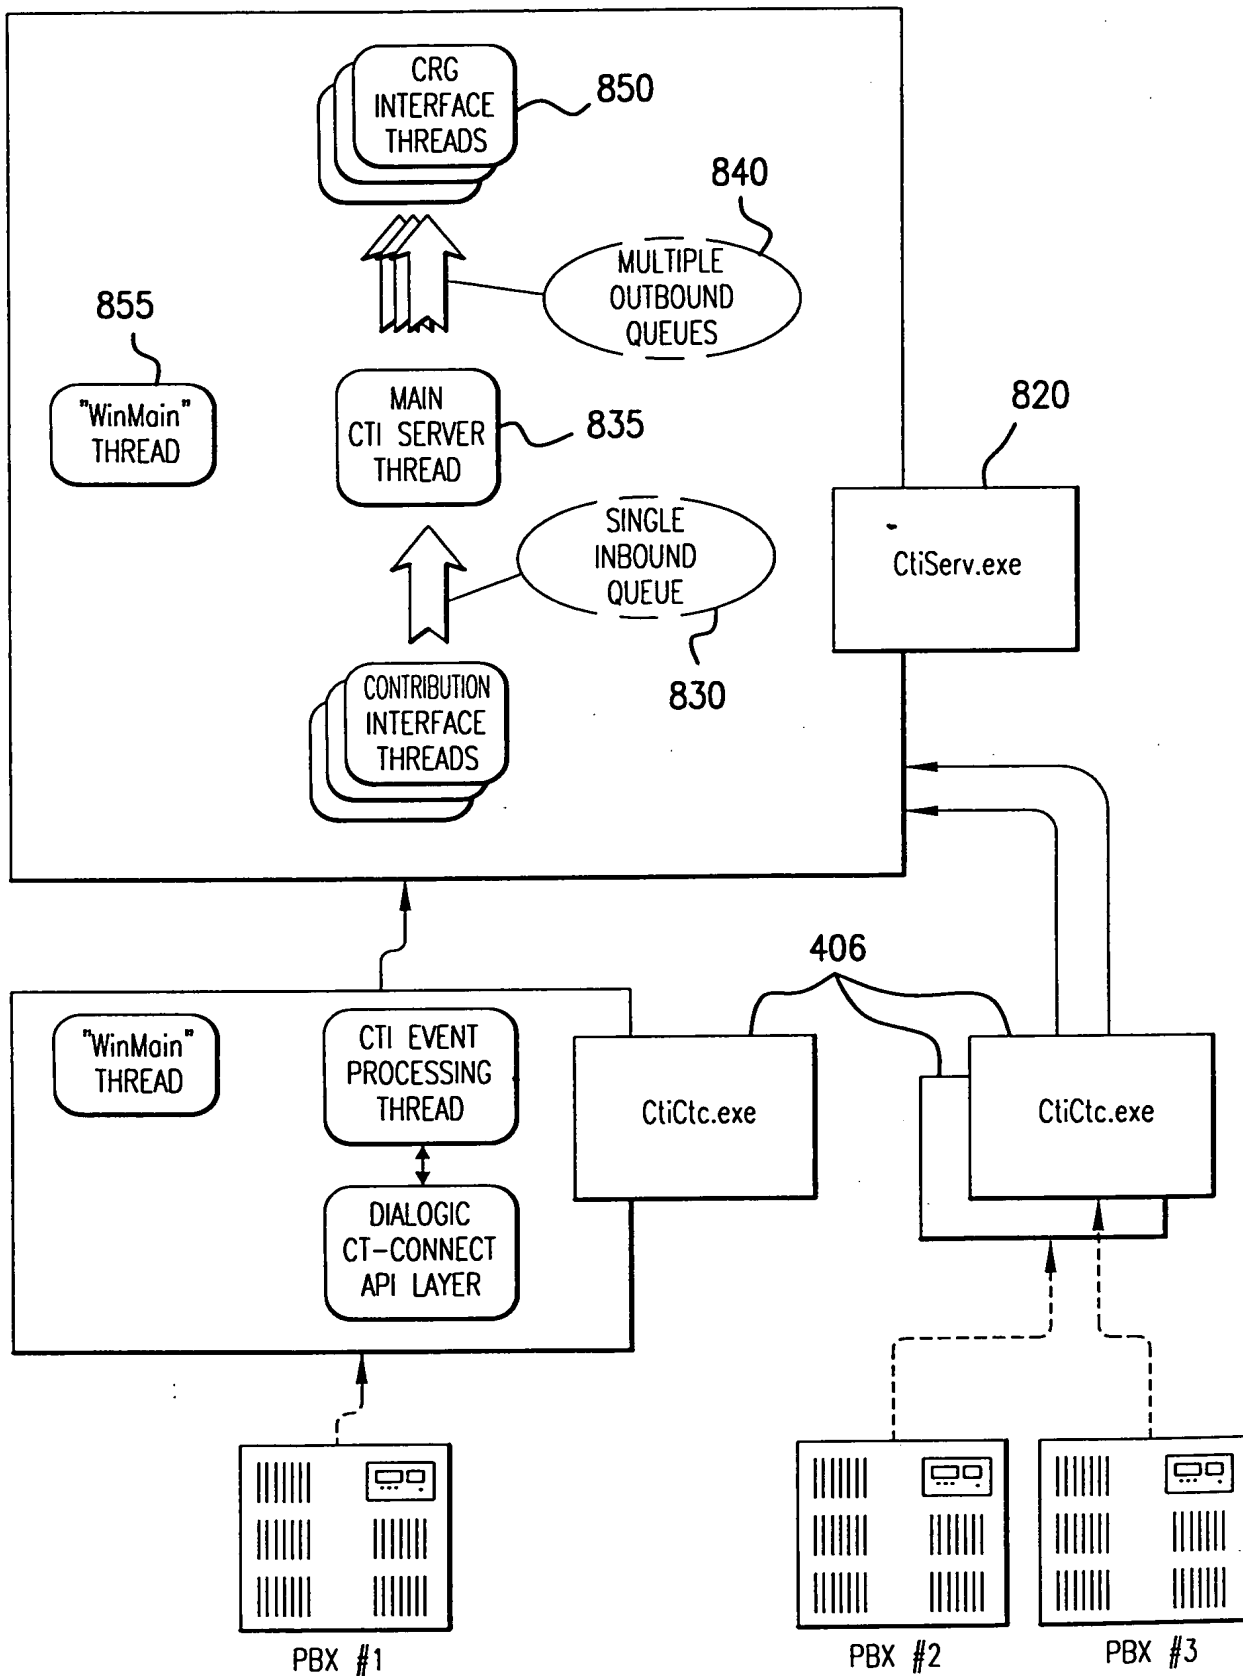 CRG
INTERFACE
THREADS
850
840
MULTIPLE
OUTBOUND
QUEUES
855
"WinMain"
THREAD
MAIN
CTI SERVER
THREAD
835
820
SINGLE
INBOUND
QUEUE
CtiServ.exe
830
CONTRIBUTION
INTERFACE
THREADS
406
"WinMain"
THREAD
CTI EVENT
PROCESSING
THREAD
CtiCtc.exe
CtiCtc.exe
DIALOGIC
CT-CONNECT
API LAYER
PBX #1
PBX #2
PBX #3